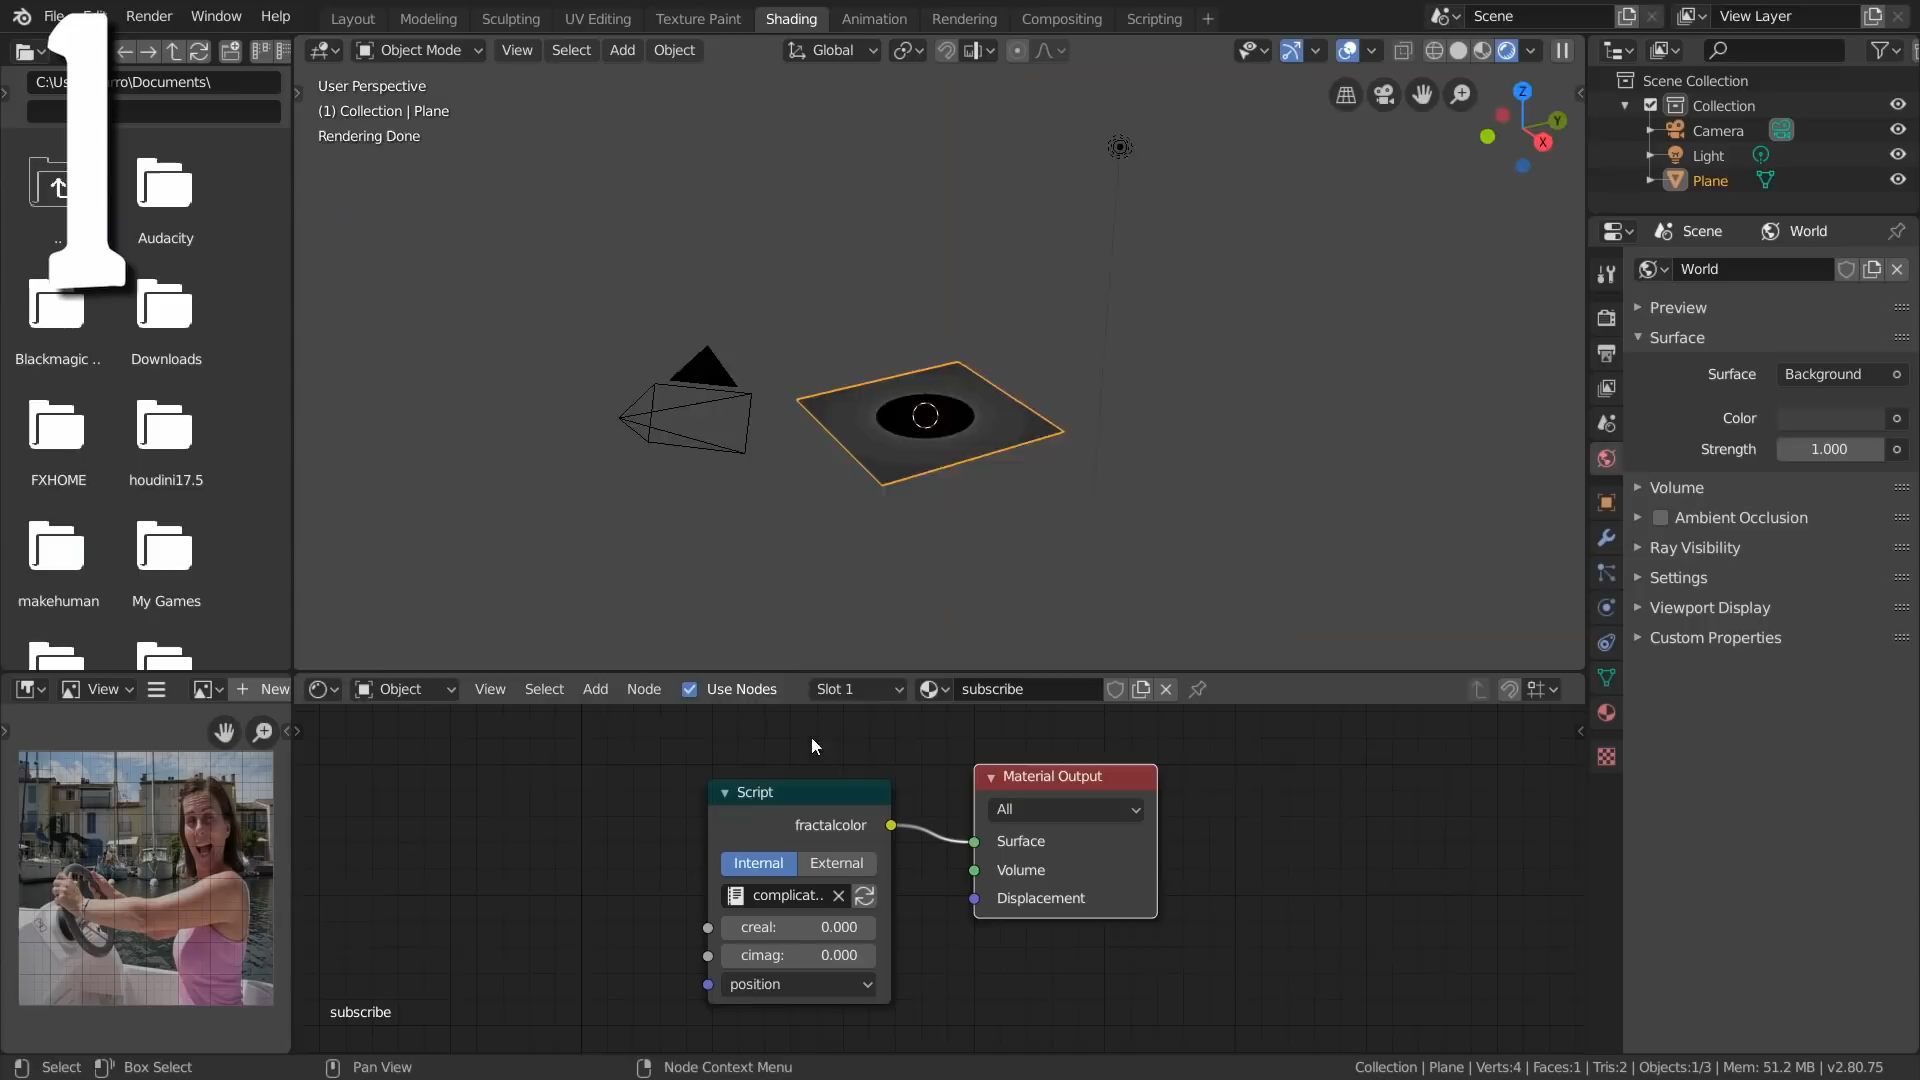 File Edit Render Window Help
Layout Modeling Sculpting UV Editing Texture Paint Shading Animation Rendering Compositing Scripting +
Scene
View Layer
1
Object Mode View Select Add Object
Global
C:\Us
rro\Documents\
User Perspective
(1) Collection | Plane
Rendering Done
Z
Y
X
..
Audacity
Blackmagic ..
Downloads
FXHOME
houdini17.5
makehuman
My Games
Scene Collection
Collection
Camera
Light
Plane
Scene World
World
Preview
Surface
Surface Background
Color
Strength 1.000
Volume
Ambient Occlusion
Ray Visibility
Settings
Viewport Display
Custom Properties
View
+ New
Object View Select Add Node Use Nodes Slot 1 subscribe
Script
fractalcolor
Internal External
complicat..
creal: 0.000
cimag: 0.000
position
Material Output
All
Surface
Volume
Displacement
subscribe
Select Box Select Pan View Node Context Menu
Collection | Plane | Verts:4 | Faces:1 | Tris:2 | Objects:1/3 | Mem: 51.2 MB | v2.80.75